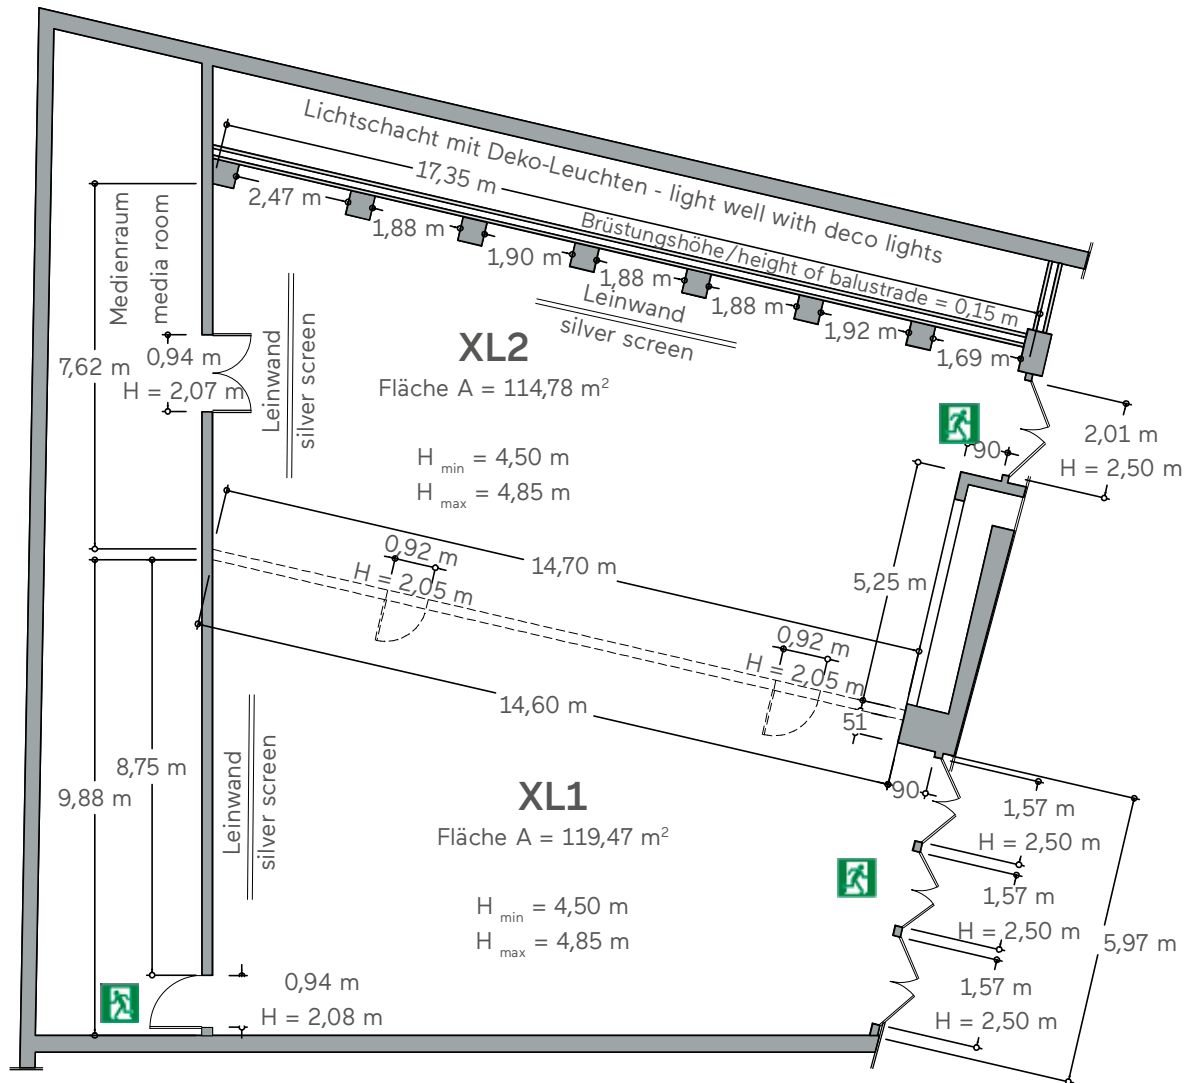 Lichtschacht mit Deko-Leuchten - light well with deco lights
17,35 m
Brüstungshöhe/height of balustrade = 0,15 m
2,47 m
1,88 m
1,90 m
1,88 m
1,88 m
1,92 m
1,69 m
Medienraum
media room
7,62 m
0,94 m
H = 2,07 m
Leinwand
silver screen
Leinwand
silver screen
XL2
Fläche A = 114,78 m²
H min = 4,50 m
H max = 4,85 m
90
2,01 m
H = 2,50 m
0,92 m
H = 2,05 m
14,70 m
5,25 m
0,92 m
H = 2,05 m
14,60 m
51
8,75 m
9,88 m
Leinwand
silver screen
XL1
Fläche A = 119,47 m²
H min = 4,50 m
H max = 4,85 m
90
1,57 m
H = 2,50 m
1,57 m
H = 2,50 m
5,97 m
1,57 m
H = 2,50 m
0,94 m
H = 2,08 m